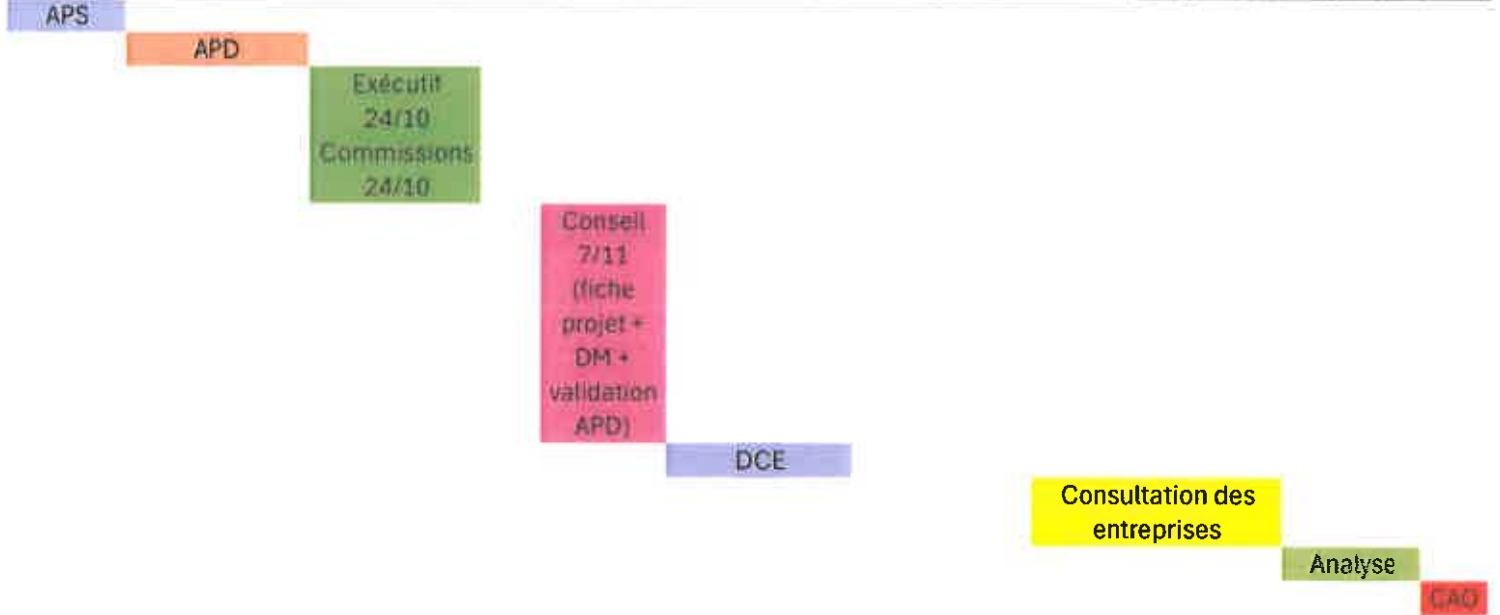 APS
APD
Exécutif
24/10
Commissions
24/10
Conseil
7/11
(fiche
projet +
DM +
validation
APD)
DCE
Consultation des
entreprises
Analyse
CAO